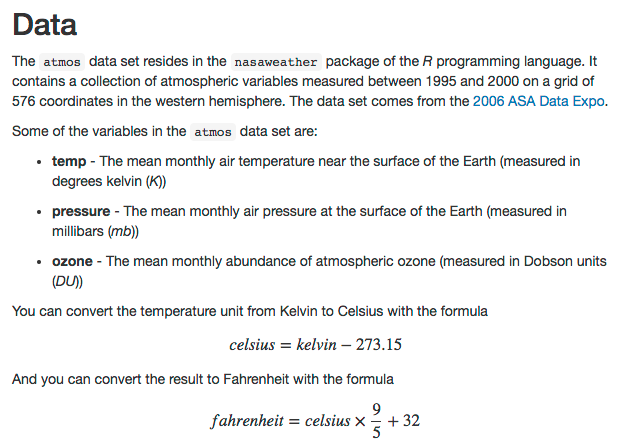 Data
The atmos data set resides in the nasaweather package of the R programming language. It
contains a collection of atmospheric variables measured between 1995 and 2000 on a grid of
576 coordinates in the western hemisphere. The data set comes from the 2006 ASA Data Expo.
Some of the variables in the atmos data set are:
• temp - The mean monthly air temperature near the surface of the Earth (measured in
degrees kelvin (K))
• pressure - The mean monthly air pressure at the surface of the Earth (measured in
millibars (mb))
• ozone - The mean monthly abundance of atmospheric ozone (measured in Dobson units
(DU))
You can convert the temperature unit from Kelvin to Celsius with the formula
celsius = kelvin − 273.15
And you can convert the result to Fahrenheit with the formula
fahrenheit = celsius × 9/5 + 32